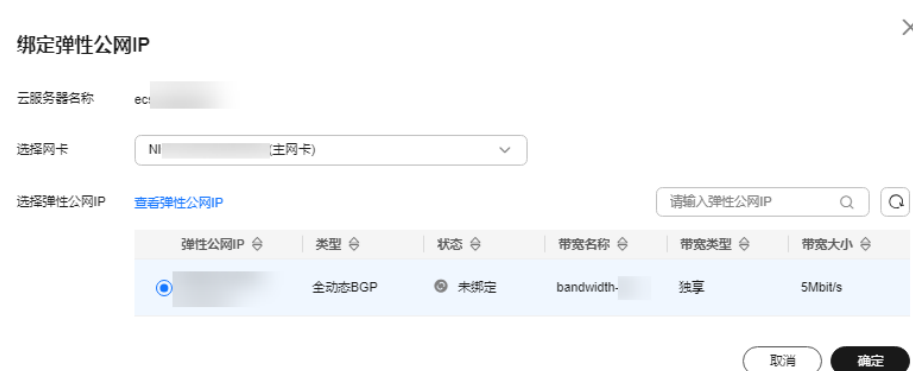 绑定弹性公网IP
云服务器名称 ecs
选择网卡 NI (主网卡)
选择弹性公网IP 查看弹性公网IP 请输入弹性公网IP
弹性公网IP 类型 状态 带宽名称 带宽类型 带宽大小
全动态BGP 未绑定 bandwidth- 独享 5Mbit/s
取消 确定